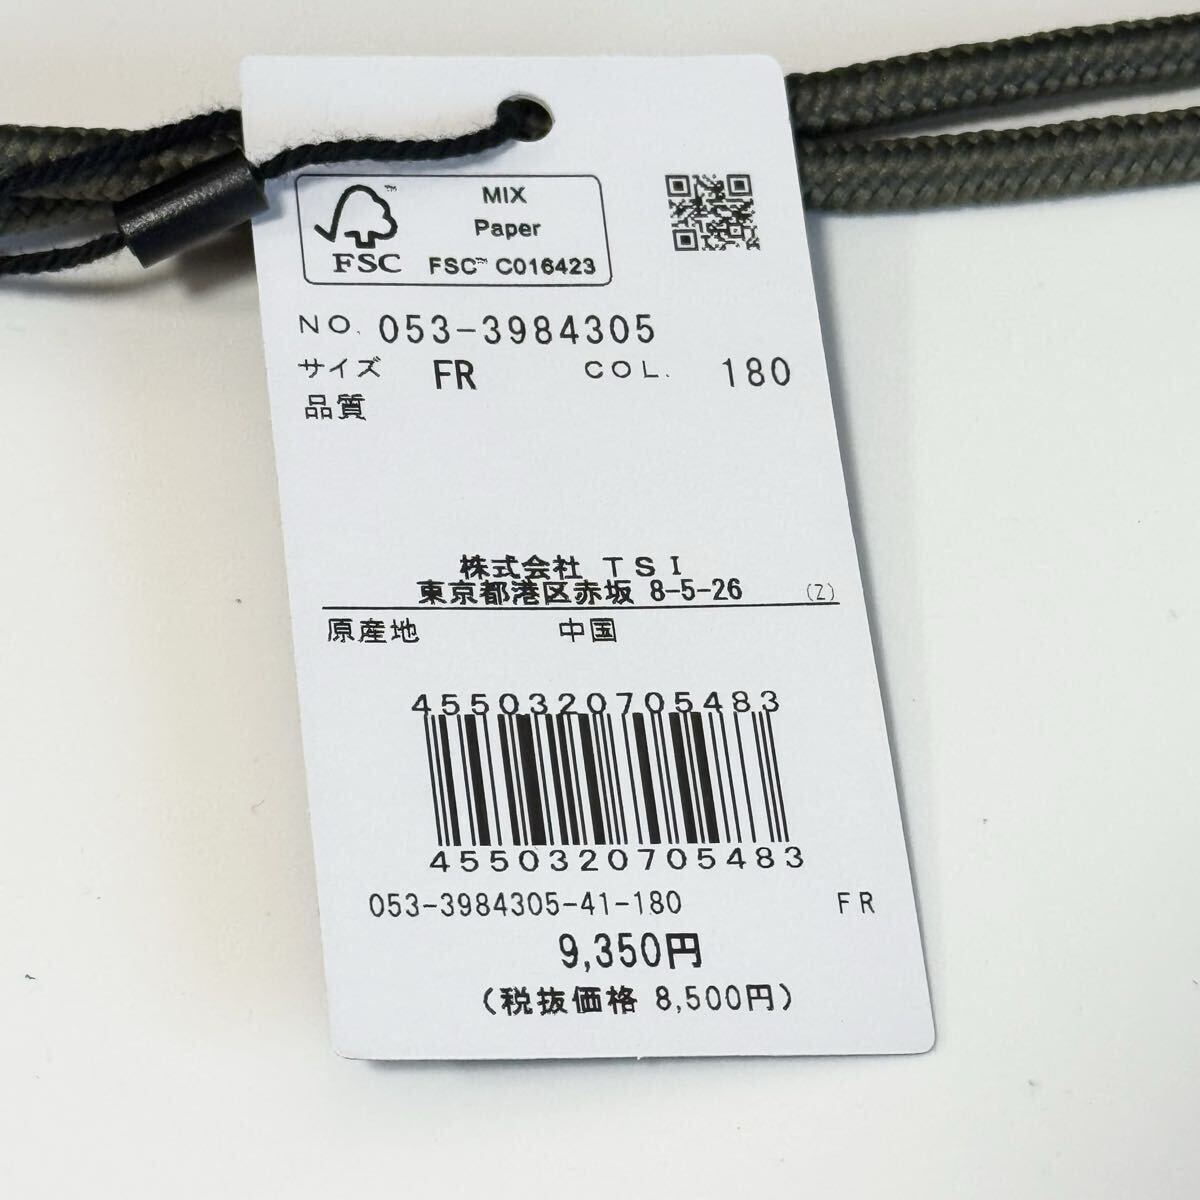 MIX
Paper
FSC™ FSC™ C016423
NO. 053-3984305
サイズ FR COL. 180
品質
株式会社 TSI
東京都港区赤坂 8-5-26 (Z)
原産地 中国
4550320705483
4550320705483
053-3984305-41-180 FR
9,350円
(税抜価格 8,500円)